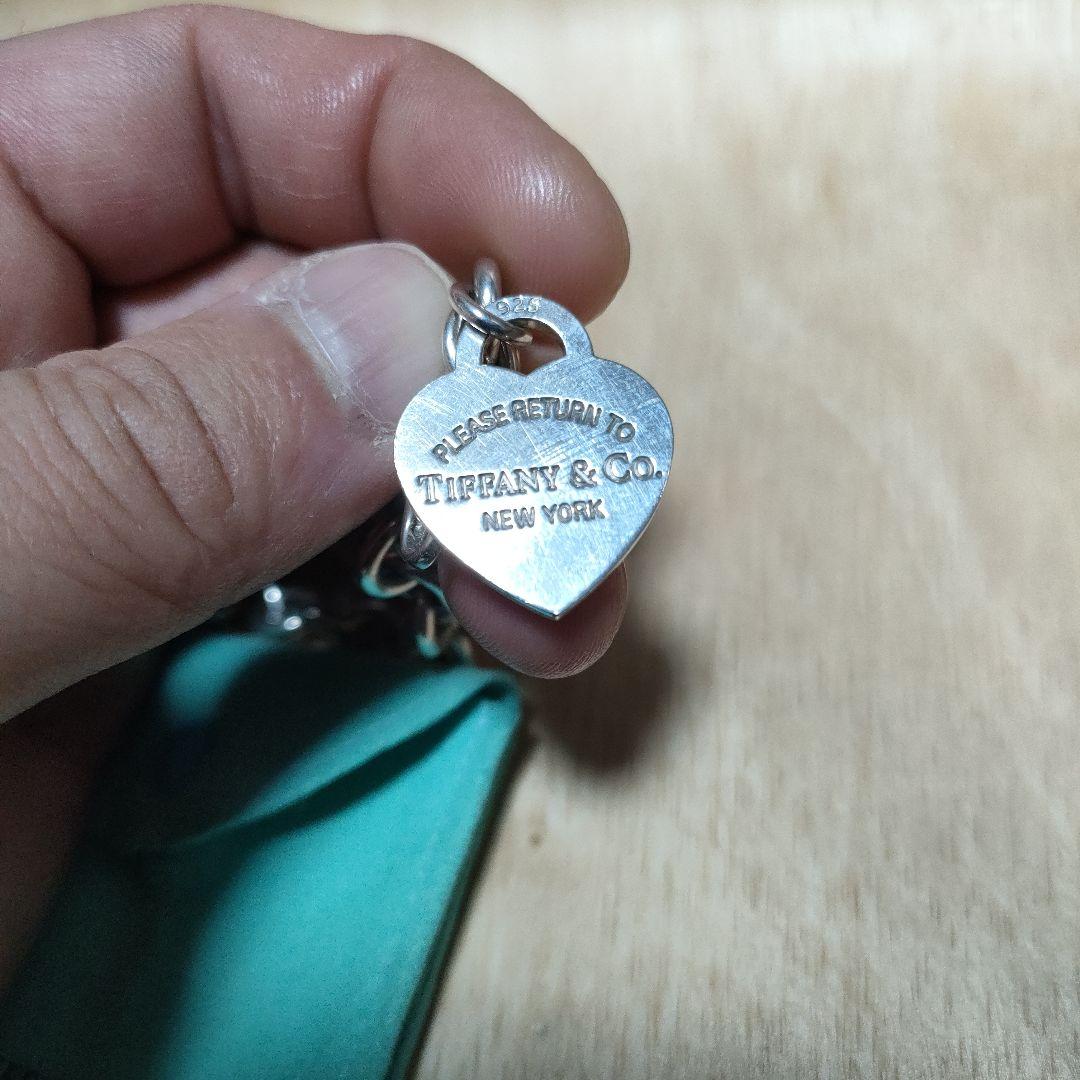 925
PLEASE RETURN TO
TIFFANY & CO.
NEW YORK